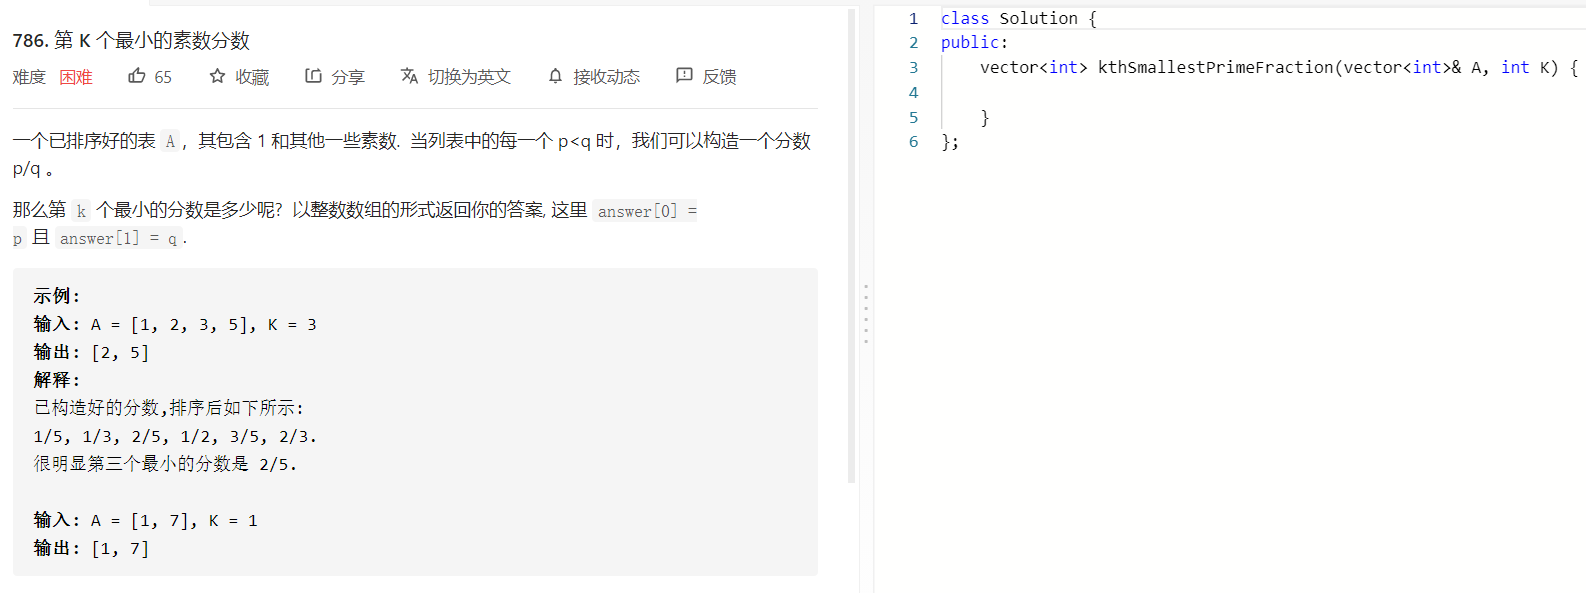 786. 第 K 个最小的素数分数
难度 困难 65 收藏 分享 切换为英文 接收动态 反馈
一个已排序好的表 A，其包含 1 和其他一些素数. 当列表中的每一个 p<q 时，我们可以构造一个分数
p/q 。
那么第 k 个最小的分数是多少呢? 以整数数组的形式返回你的答案, 这里 answer[0] =
p 且 answer[1] = q.
示例:
输入: A = [1, 2, 3, 5], K = 3
输出: [2, 5]
解释:
已构造好的分数,排序后如下所示:
1/5, 1/3, 2/5, 1/2, 3/5, 2/3.
很明显第三个最小的分数是 2/5.
输入: A = [1, 7], K = 1
输出: [1, 7]
1 class Solution {
2 public:
3 vector<int> kthSmallestPrimeFraction(vector<int>& A, int K) {
4
5 }
6 };